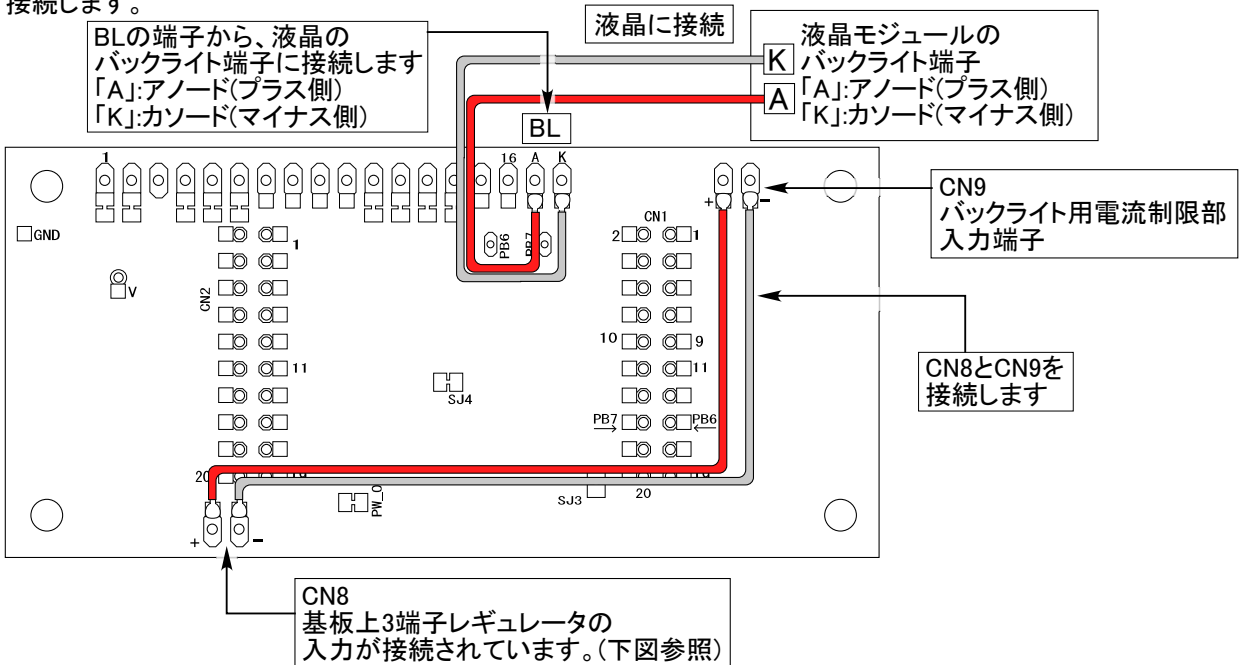 接続します。
BLの端子から、液晶の
バックライト端子に接続します
「A」:アノード(プラス側)
「K」:カソード(マイナス側)
液晶に接続
K
A
液晶モジュールの
バックライト端子
「A」:アノード(プラス側)
「K」:カソード(マイナス側)
BL
1
16
A
K
+
-
CN9
バックライト用電流制限部
入力端子
GND
V
CN2
1
11
20
19
PB6
PB7
CN1
2
1
10
9
11
PB7
PB6
19
20
SJ4
SJ3
PW_O
CN8とCN9を
接続します
+
-
CN8
基板上3端子レギュレータの
入力が接続されています。(下図参照)